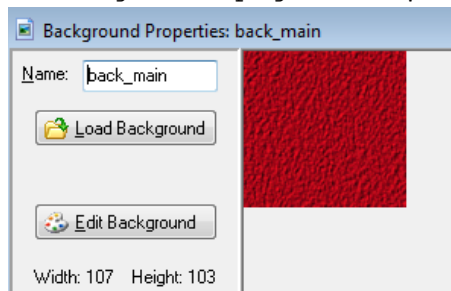 Background Properties: back_main
Name: back_main
Load Background
Edit Background
Width: 107 Height: 103